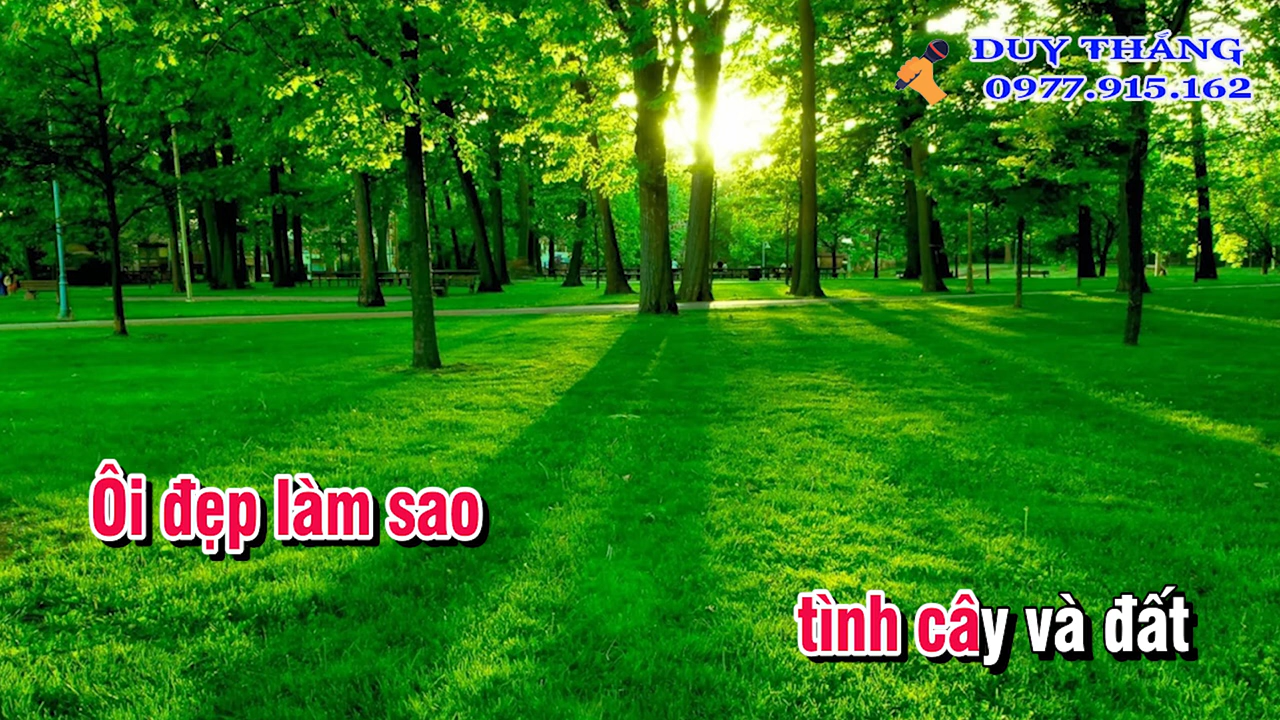 DUY THẮNG
0977.915.162
Ôi đẹp làm sao
tình cây và đất